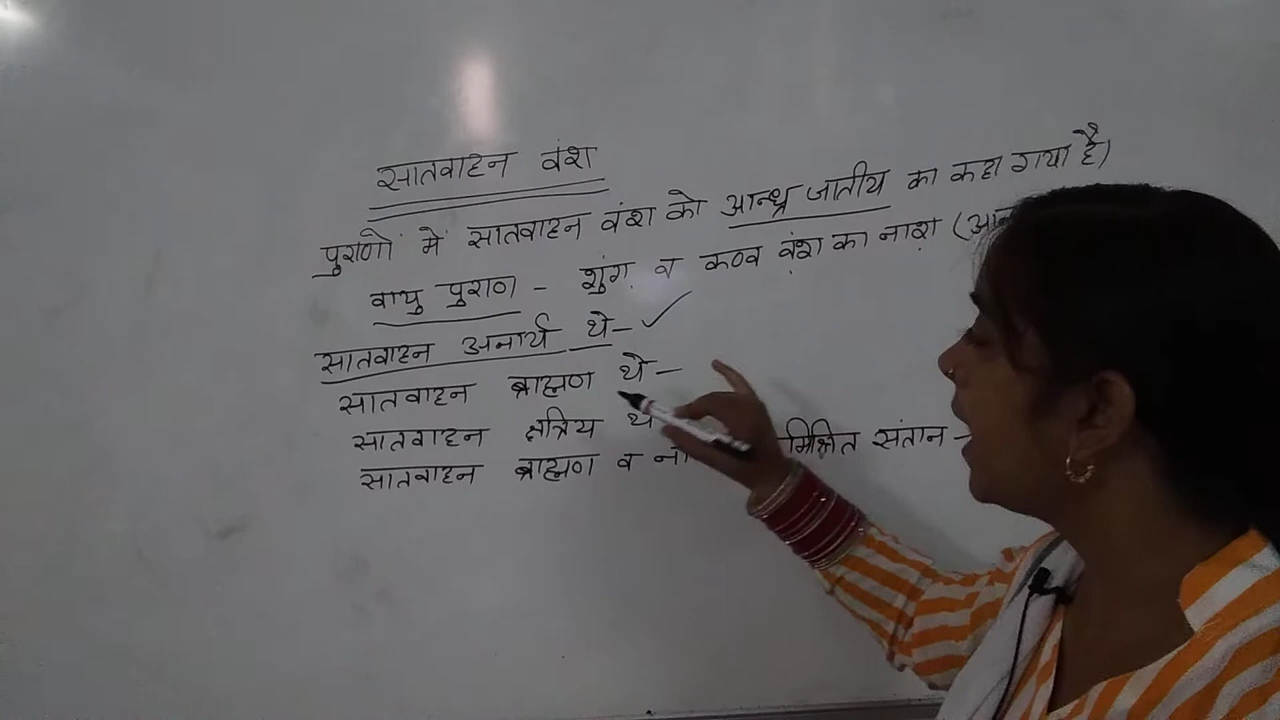 सातवाहन वंश
पुराणों में सातवाहन वंश को आन्ध्र जातीय का कहा गया है।
वायु पुराण - शुंग व कण्व वंश का नाश
सातवाहन अनार्य थे - ✓
सातवाहन ब्राह्मण थे -
सातवाहन क्षत्रिय
सातवाहन ब्राह्मण व मिश्रित संतान -